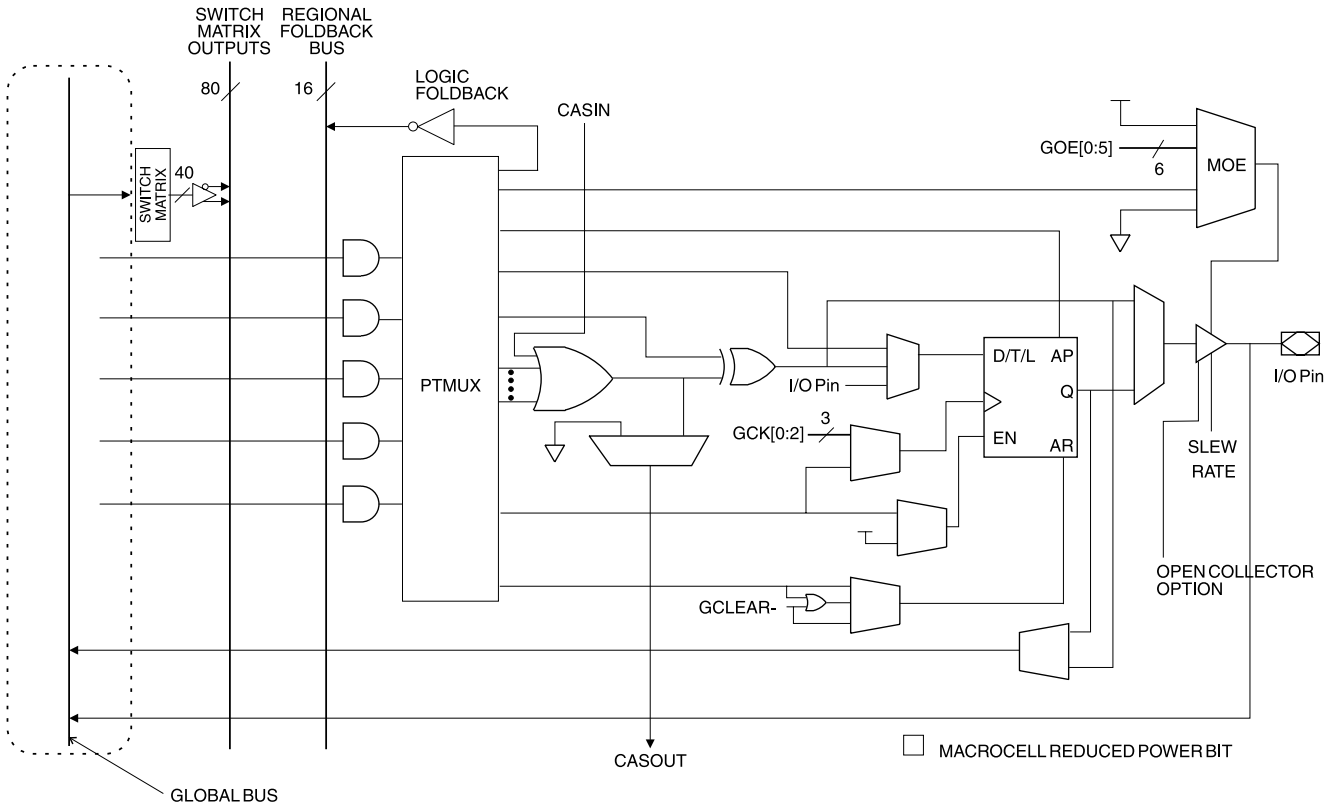 SWITCH
MATRIX
OUTPUTS
REGIONAL
FOLDBACK
BUS
80
16
LOGIC
FOLDBACK
CASIN
GOE[0:5]
6
MOE
SWITCH
MATRIX
40
PTMUX
D/T/L
AP
Q
EN
AR
I/O Pin
I/O Pin
GCK[0:2]
3
SLEW
RATE
OPEN COLLECTOR
OPTION
GCLEAR-
CASOUT
MACROCELL REDUCED POWER BIT
GLOBAL BUS